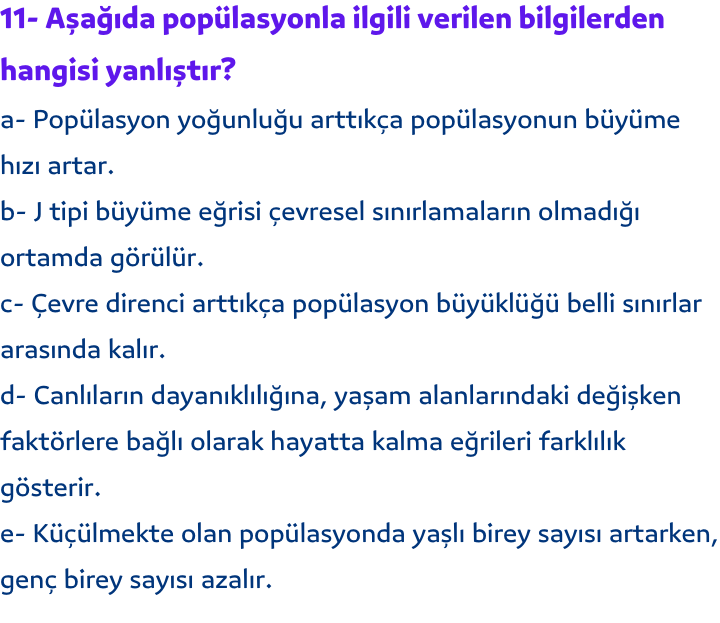 11- Aşağıda popülasyonla ilgili verilen bilgilerden
hangisi yanlıştır?
a- Popülasyon yoğunluğu arttıkça popülasyonun büyüme
hızı artar.
b- J tipi büyüme eğrisi çevresel sınırlamaların olmadığı
ortamda görülür.
c- Çevre direnci arttıkça popülasyon büyüklüğü belli sınırlar
arasında kalır.
d- Canlıların dayanıklılığına, yaşam alanlarındaki değişken
faktörlere bağlı olarak hayatta kalma eğrileri farklılık
gösterir.
e- Küçülmekte olan popülasyonda yaşlı birey sayısı artarken,
genç birey sayısı azalır.